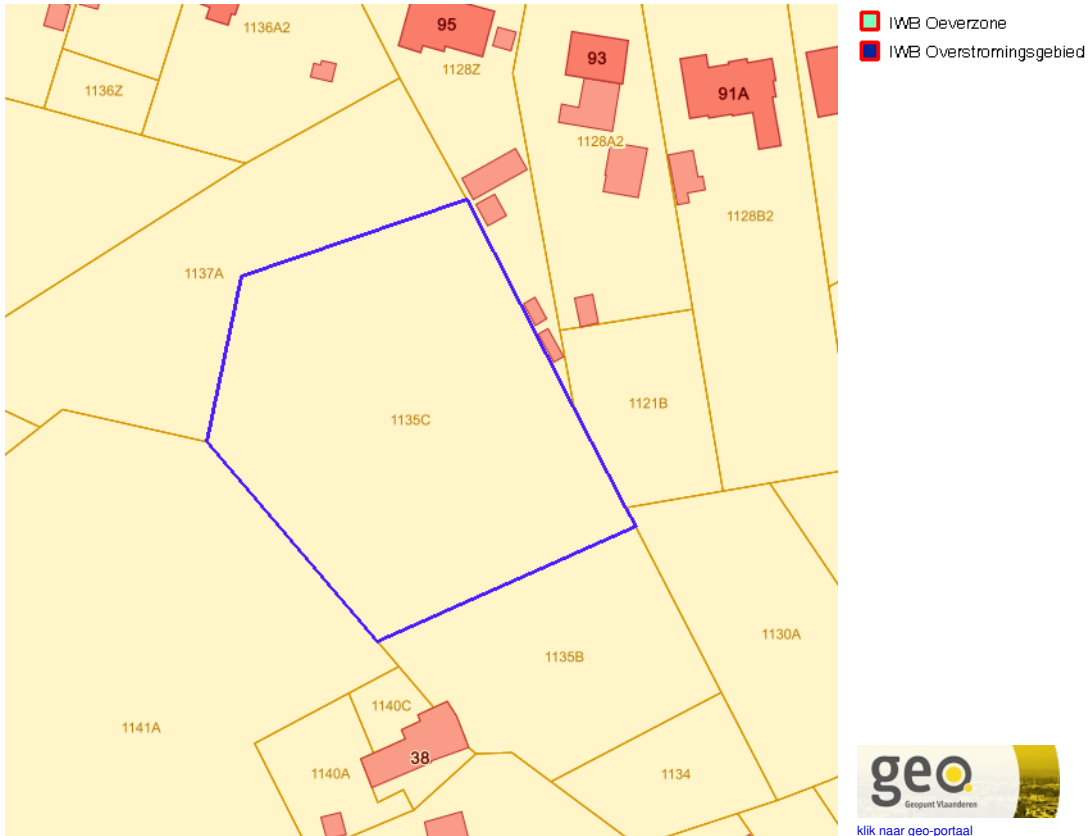 95
1136A2
IWB Oeverzone
IWB Overstromingsgebied
93
1128Z
1136Z
91A
1128A2
1128B2
1137A
1121B
1135C
1130A
1135B
1140C
1141A
38
1140A
1134
geo.
Geopunt Vlaanderen
klik naar geo-portaal